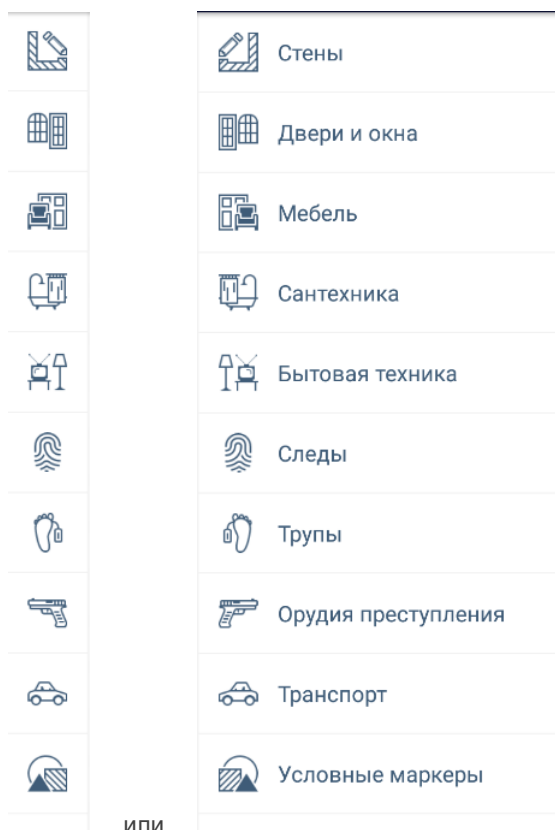 Стены
Двери и окна
Мебель
Сантехника
Бытовая техника
Следы
Трупы
Орудия преступления
Транспорт
Условные маркеры
или